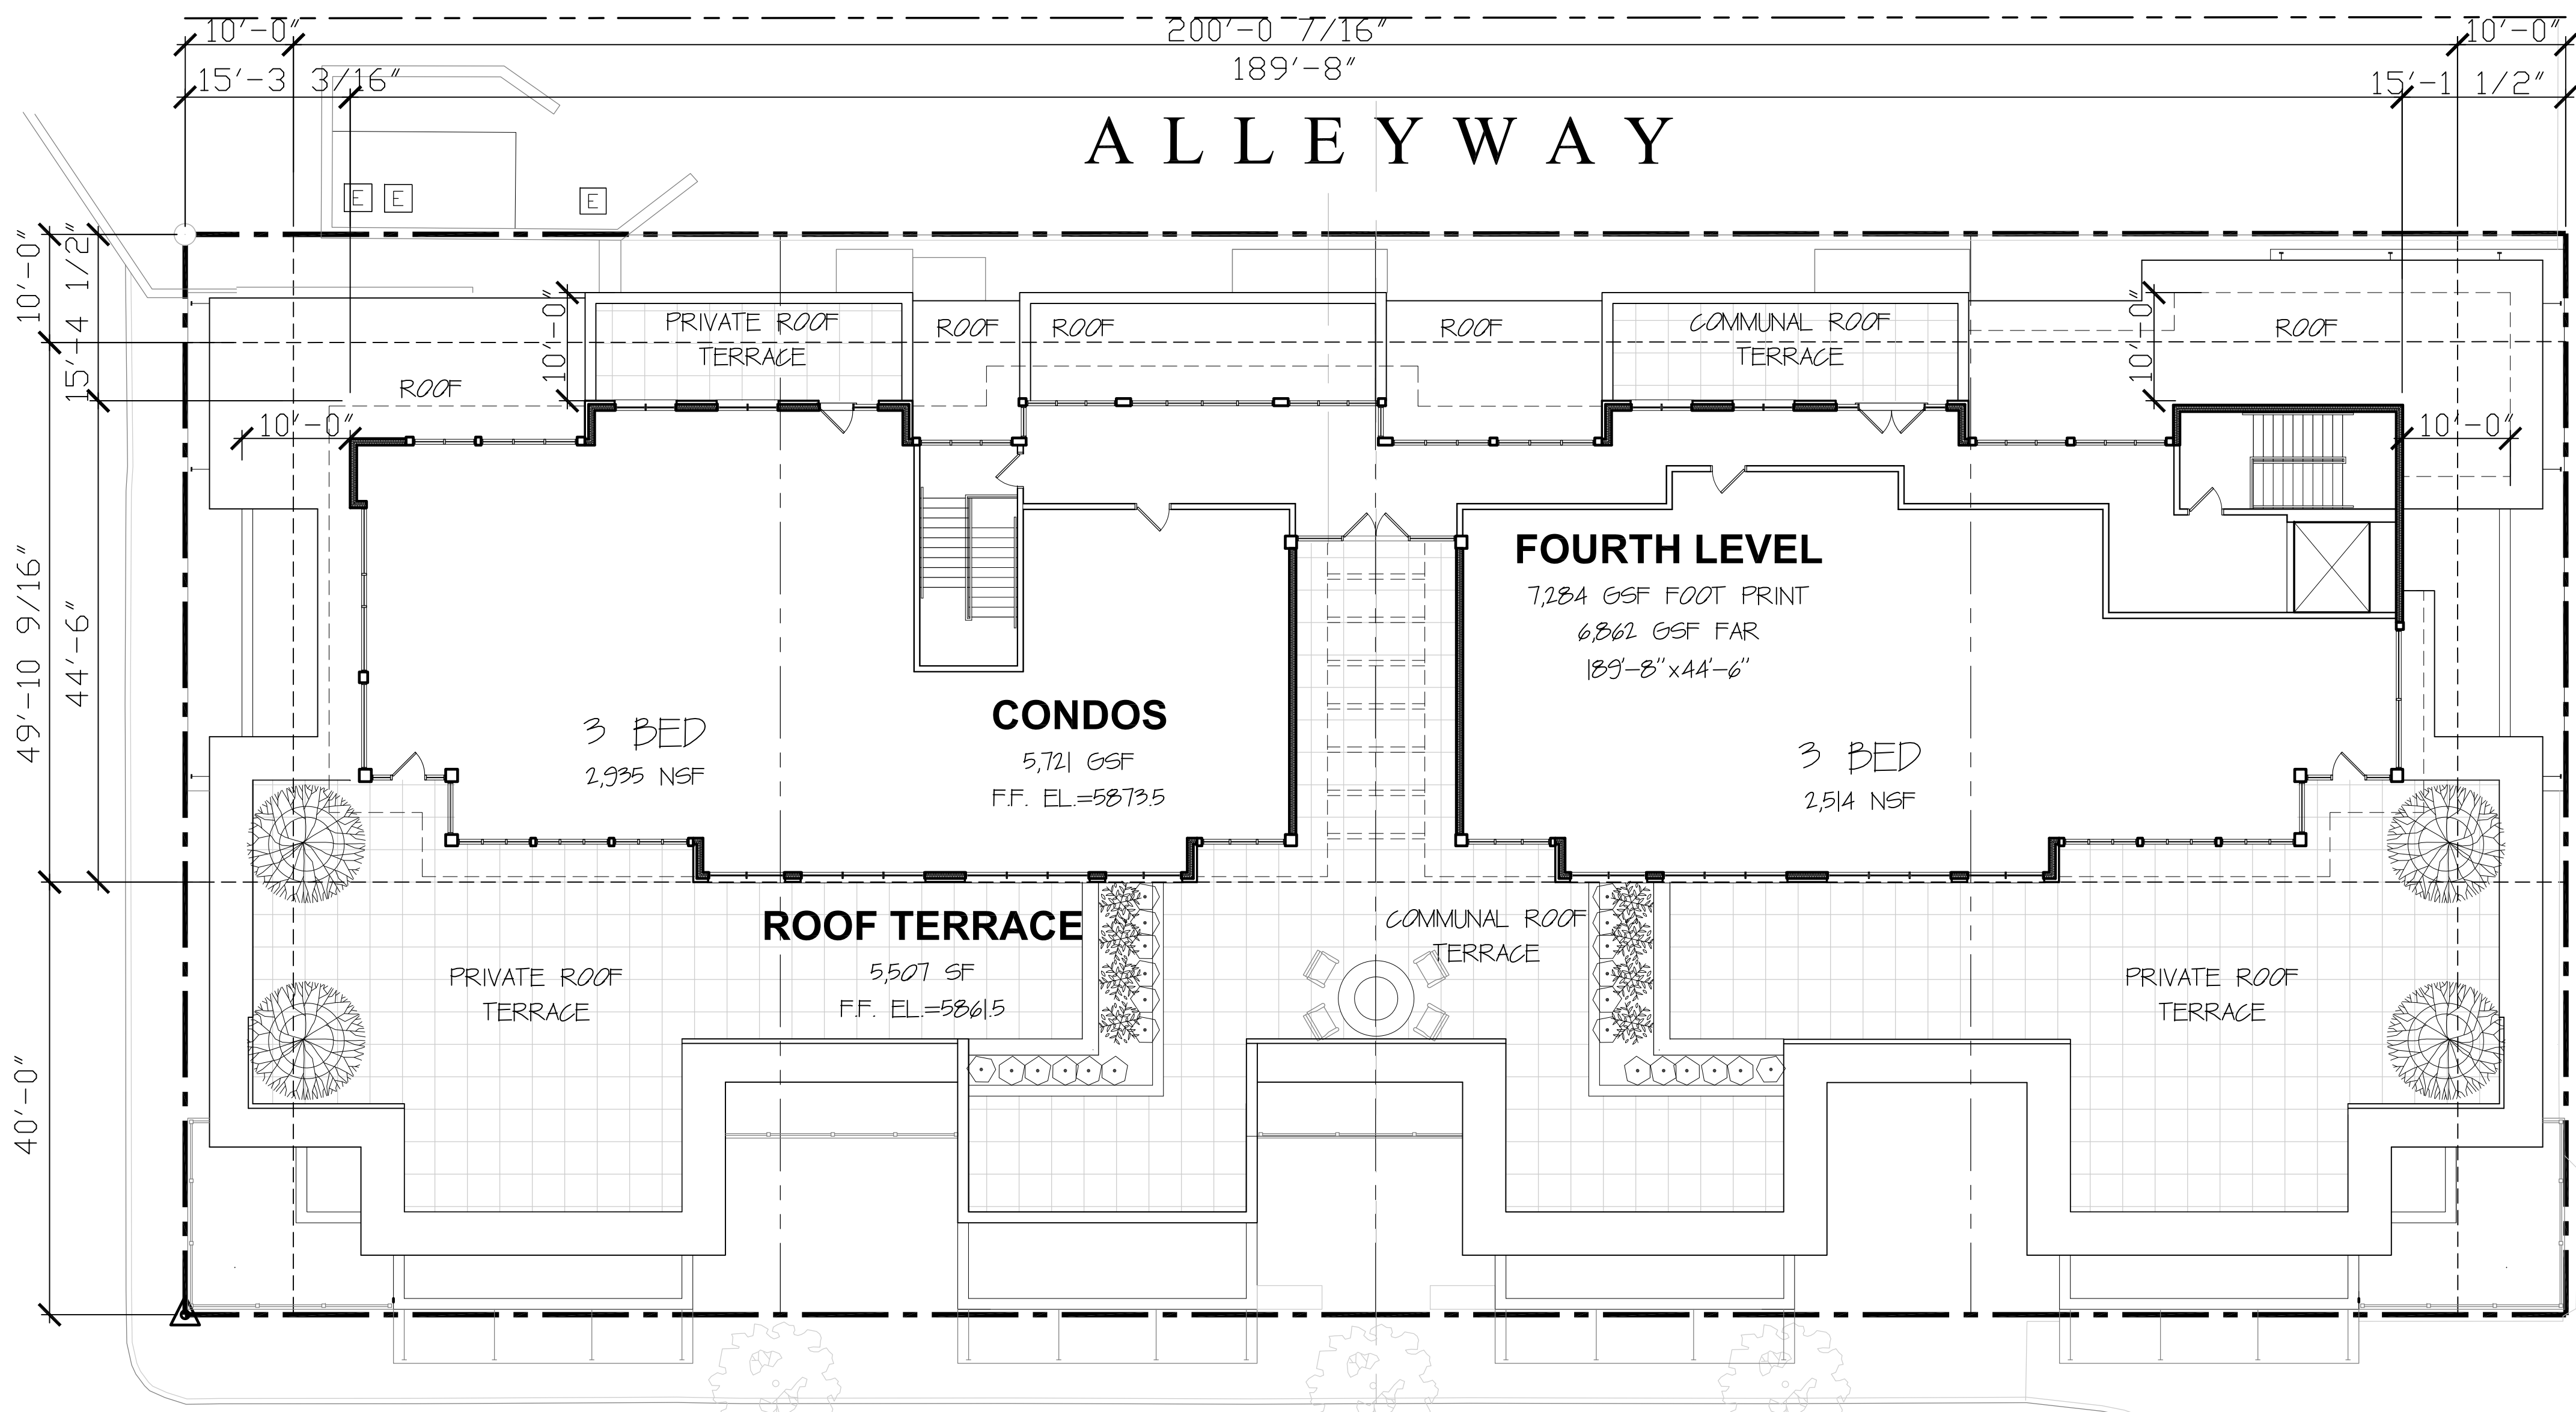 10'-0"
200'-0 7/16"
10'-0"
15'-3 3/16"
189'-8"
15'-1 1/2"
ALLEYWAY
E
E
E
10'-0"
15'-4 1/2"
10'-0"
PRIVATE ROOF
TERRACE
ROOF
ROOF
ROOF
COMMUNAL ROOF
TERRACE
10'-0"
ROOF
ROOF
10'-0"
10'-0"
49'-10 9/16"
44'-6"
FOURTH LEVEL
7,284 GSF FOOT PRINT
6,862 GSF FAR
189'-8"x44'-6"
3 BED
2,935 NSF
CONDOS
5,721 GSF
F.F. EL.=5873.5
3 BED
2,514 NSF
ROOF TERRACE
5,507 SF
F.F. EL.=5861.5
COMMUNAL ROOF
TERRACE
PRIVATE ROOF
TERRACE
PRIVATE ROOF
TERRACE
40'-0"